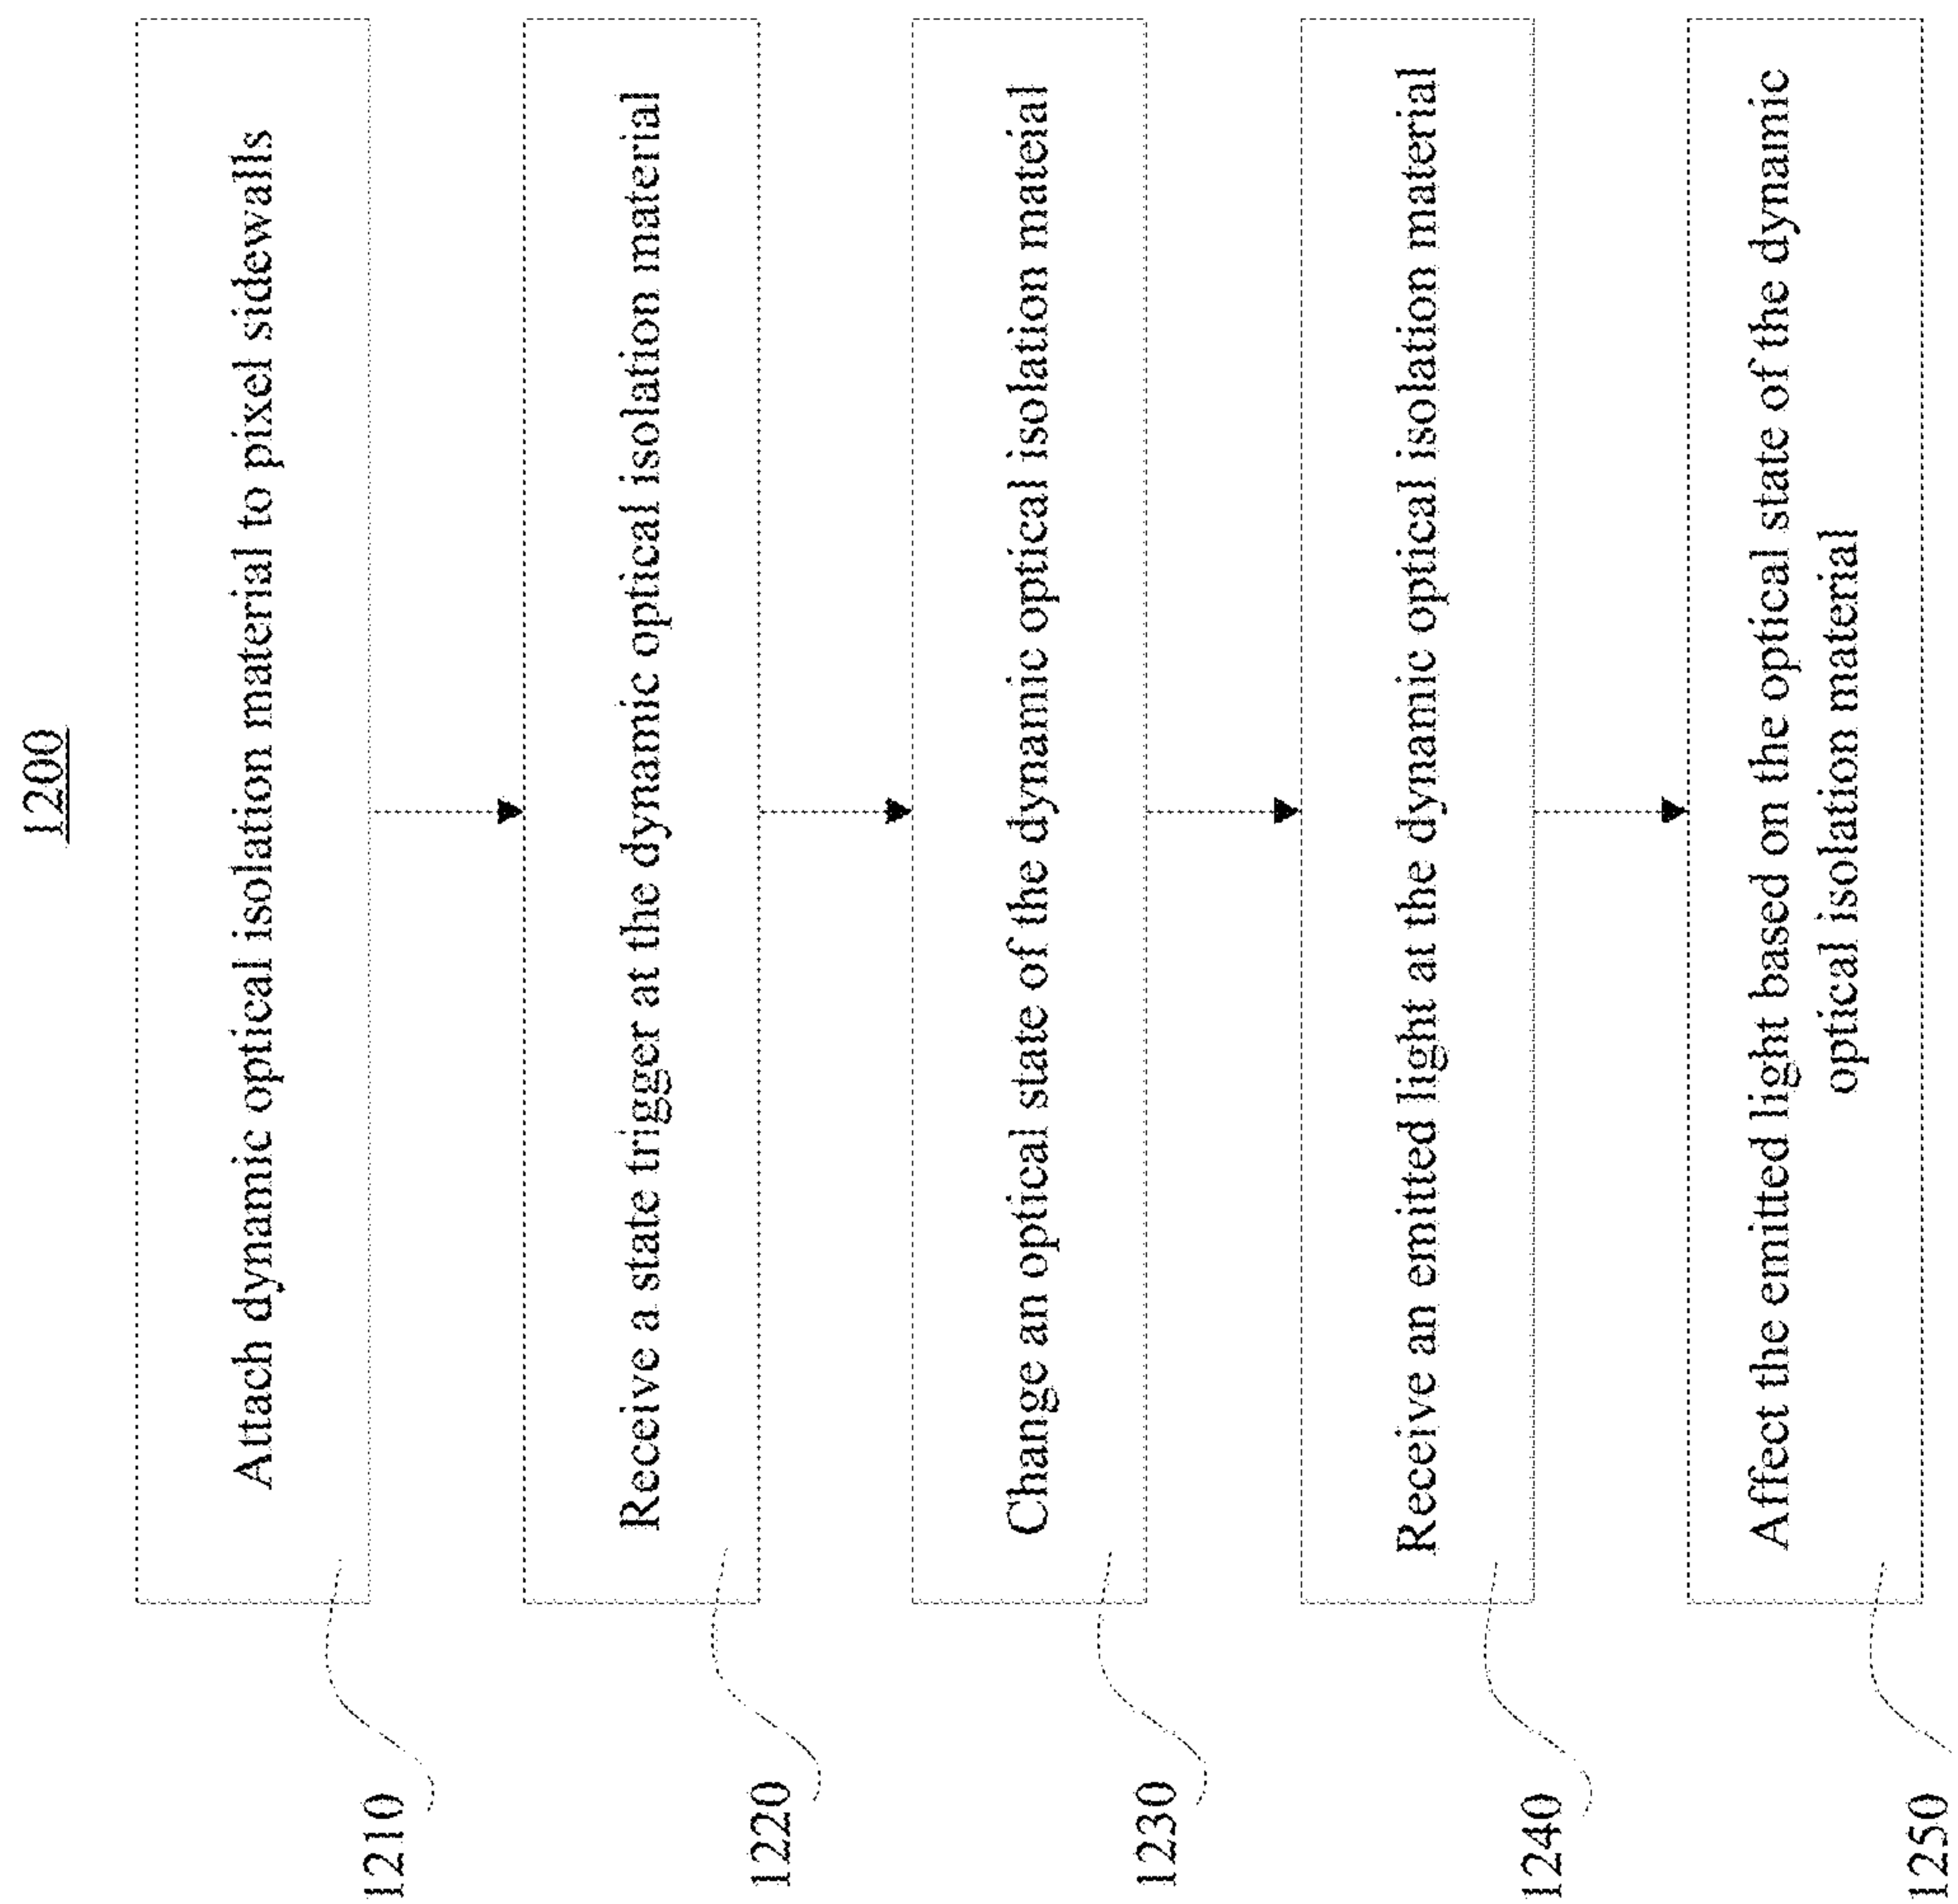 1200
Attach dynamic optical isolation material to pixel sidewalls
1210
Receive a state trigger at the dynamic optical isolation material
1220
Change an optical state of the dynamic optical isolation mateial
1230
Receive an emitted light at the dynamic optical isolation material
1240
Affect the emitted light based on the optical state of the dynamic
optical isolation material
1250